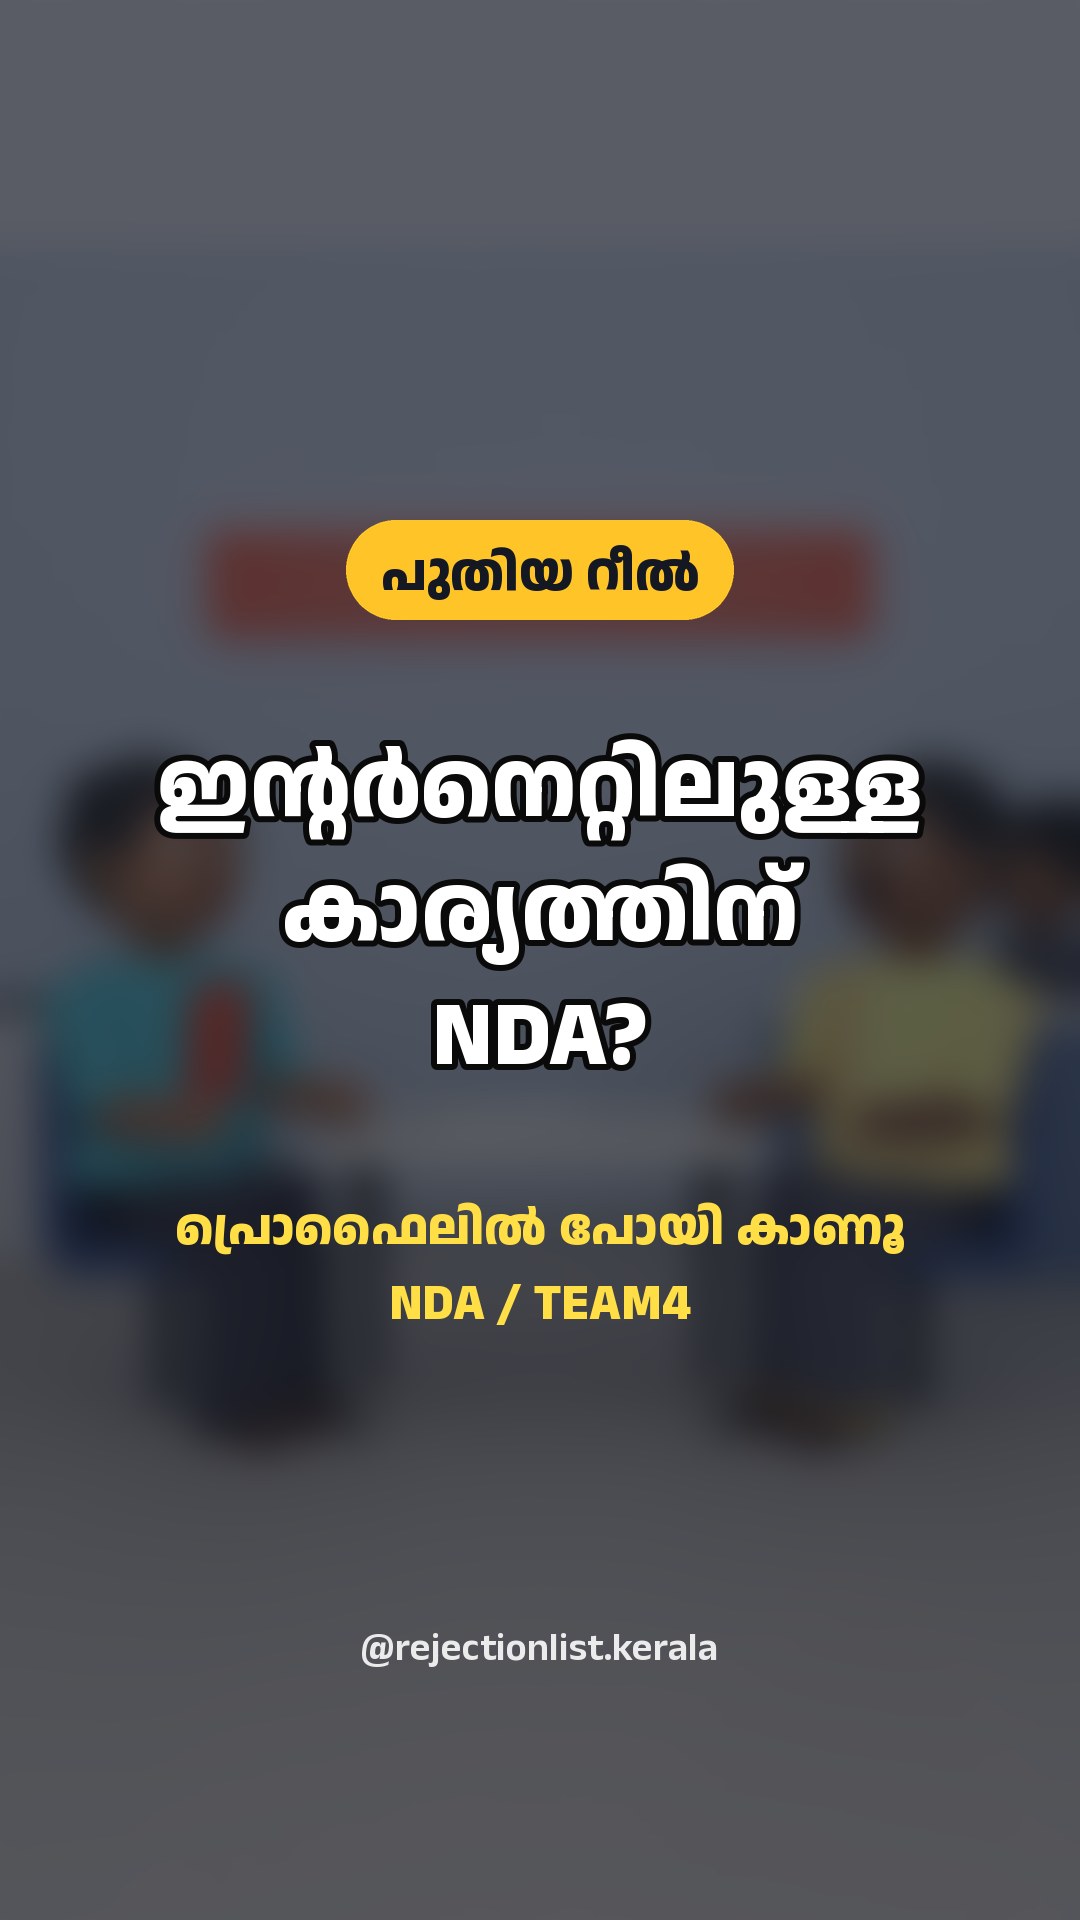 പുതിയ റീൽ
ഇന്റർനെറ്റിലുള്ള
കാര്യത്തിന്
NDA?
പ്രൊഫൈലിൽ പോയി കാണൂ
NDA / TEAM4
@rejectionlist.kerala